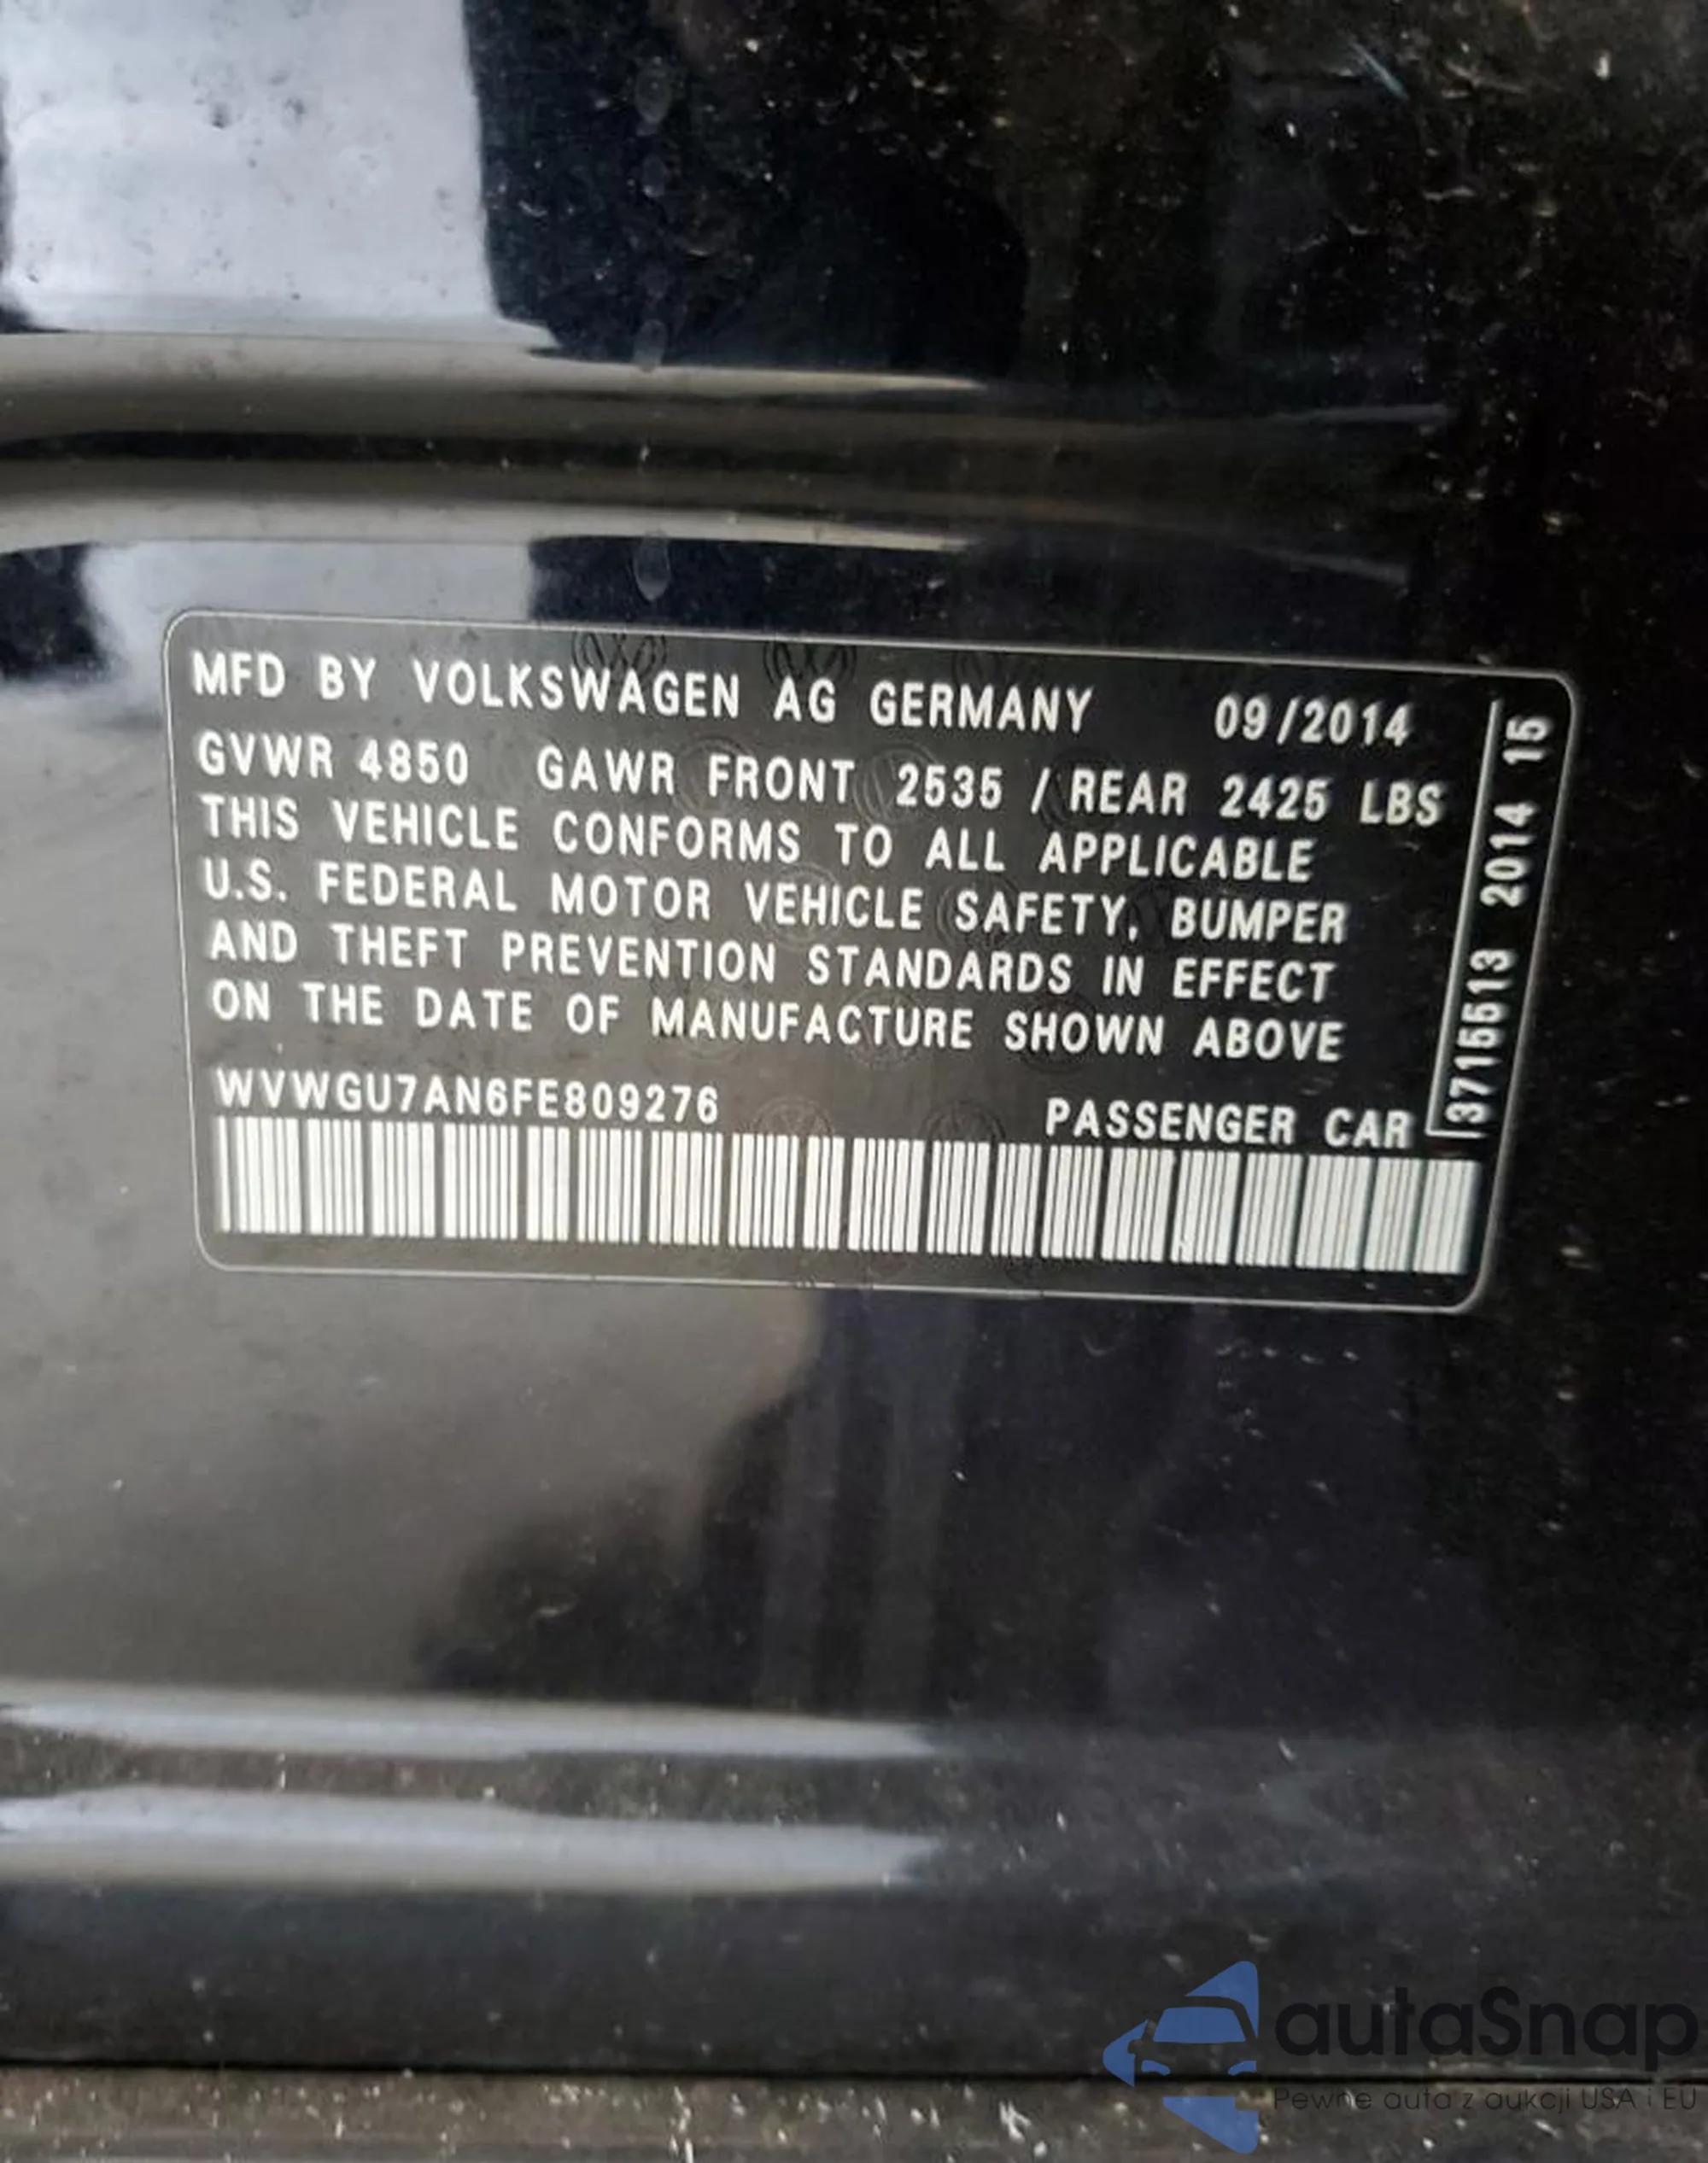 MFD BY VOLKSWAGEN AG GERMANY 09/2014
GVWR 4850 GAWR FRONT 2535 / REAR 2425 LBS
THIS VEHICLE CONFORMS TO ALL APPLICABLE
U.S. FEDERAL MOTOR VEHICLE SAFETY, BUMPER
AND THEFT PREVENTION STANDARDS IN EFFECT
ON THE DATE OF MANUFACTURE SHOWN ABOVE
WVWGU7AN6FE809276 PASSENGER CAR
3715513 2014 15
autaSnap
Pewne auta z aukcji USA i EU